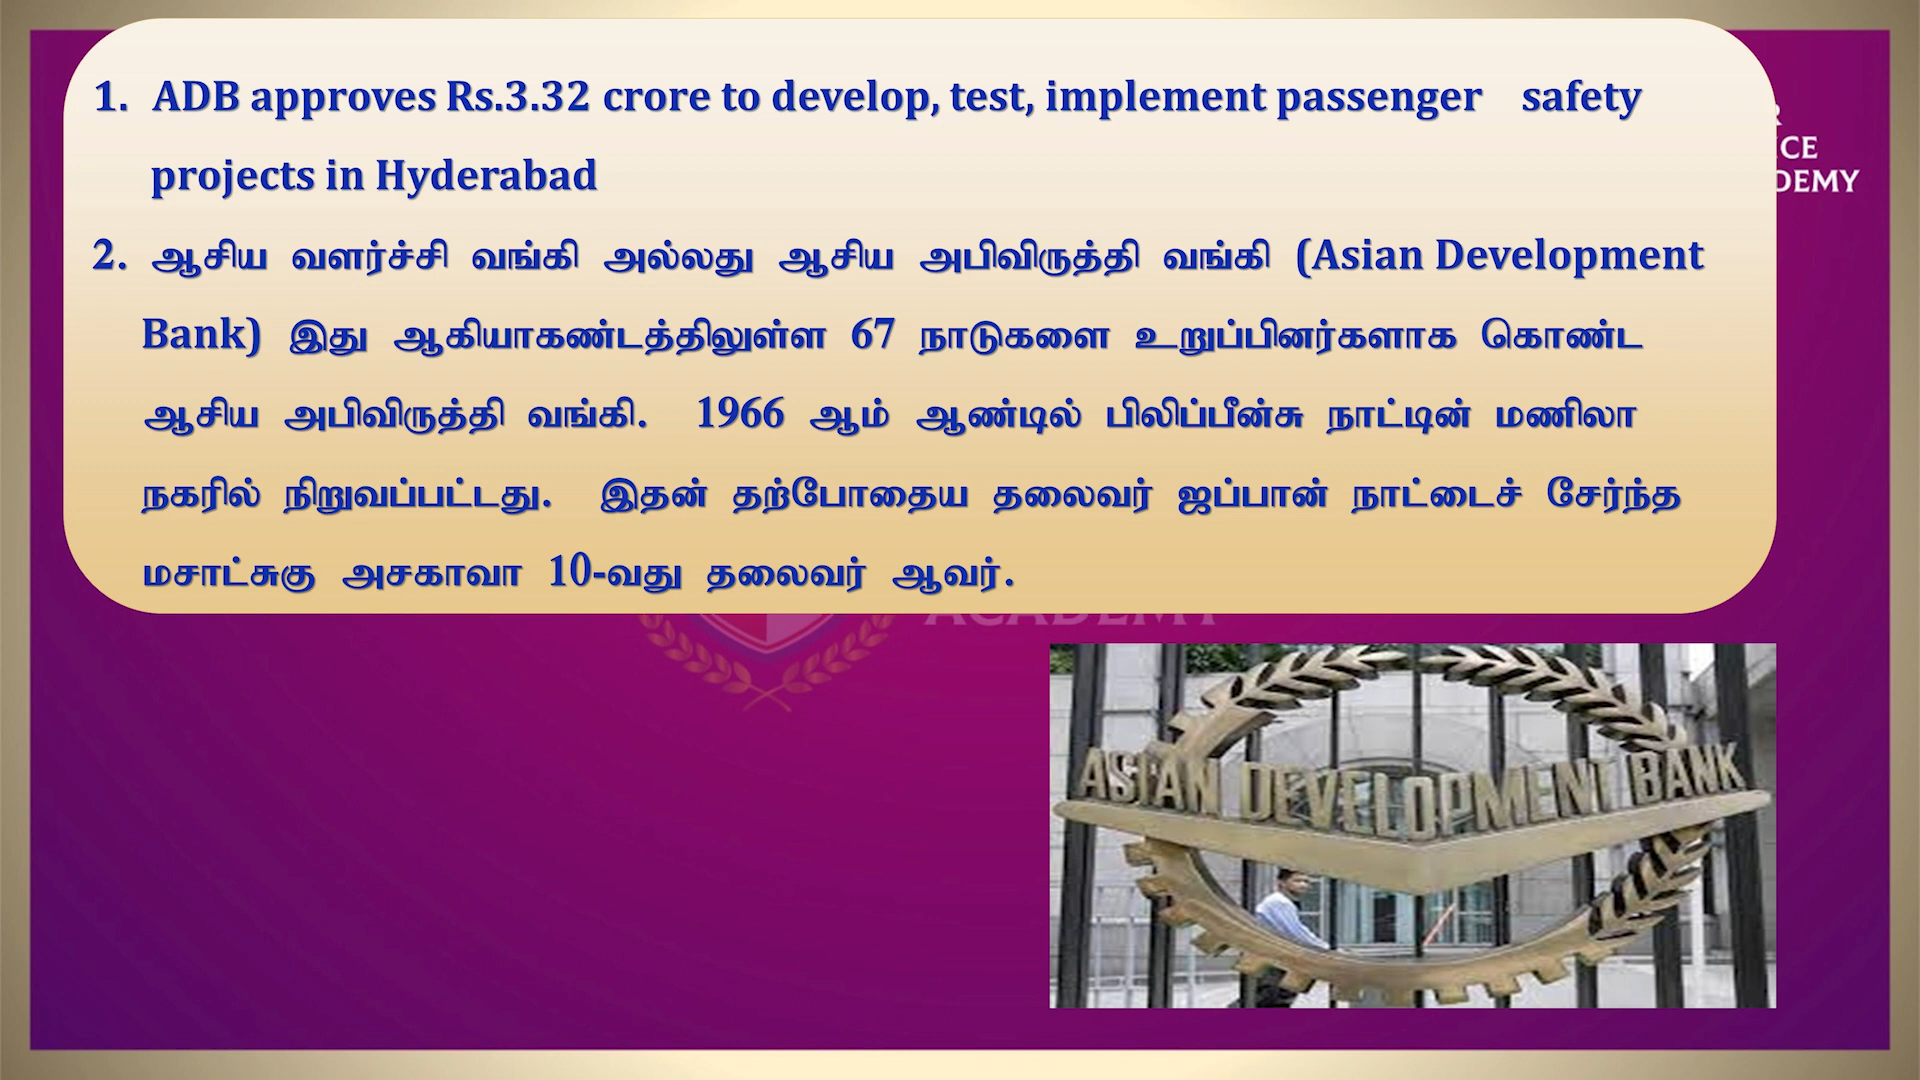 1. ADB approves Rs.3.32 crore to develop, test, implement passenger safety
projects in Hyderabad
2. ஆசிய வளர்ச்சி வங்கி அல்லது ஆசிய அபிவிருத்தி வங்கி (Asian Development
Bank) இது ஆகியாகண்டத்திலுள்ள 67 நாடுகளை உறுப்பினர்களாக கொண்ட
ஆசிய அபிவிருத்தி வங்கி. 1966 ஆம் ஆண்டில் பிலிப்பீன்சு நாட்டின் மணிலா
நகரில் நிறுவப்பட்டது. இதன் தற்போதைய தலைவர் ஜப்பான் நாட்டைச் சேர்ந்த
மசாட்சுகு அசகாவா 10-வது தலைவர் ஆவர்.
ACADEMY
ASIAN DEVELOPMENT BANK